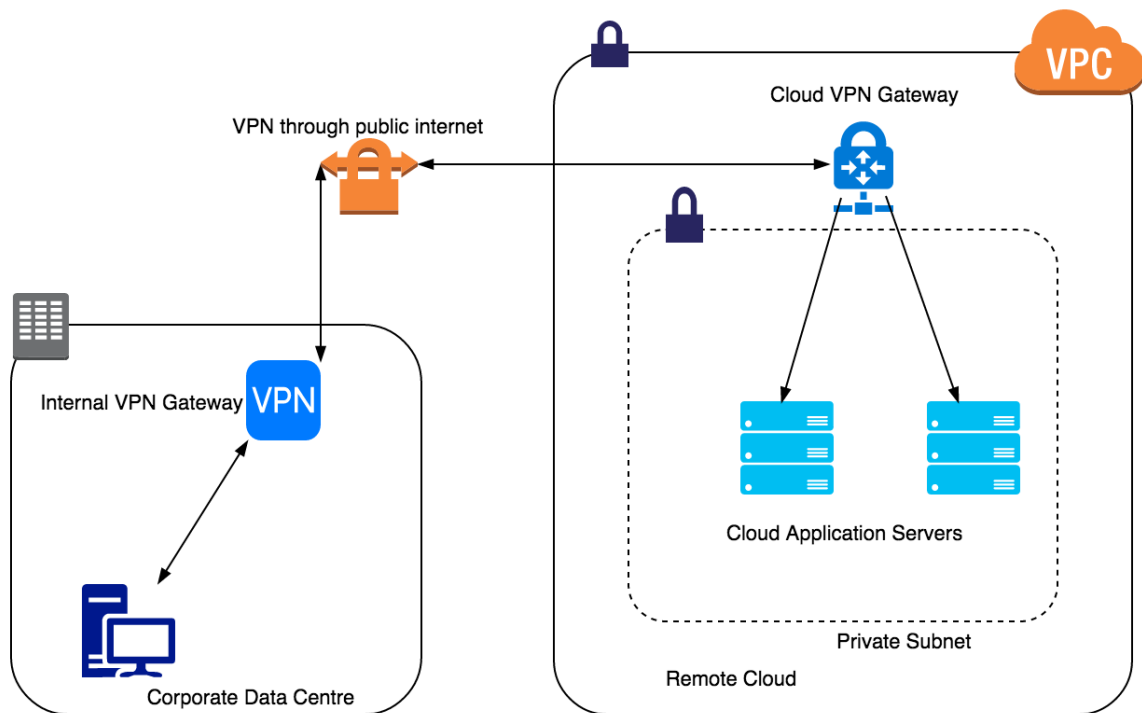 VPC
Cloud VPN Gateway
VPN through public internet
Internal VPN Gateway
VPN
Cloud Application Servers
Private Subnet
Remote Cloud
Corporate Data Centre